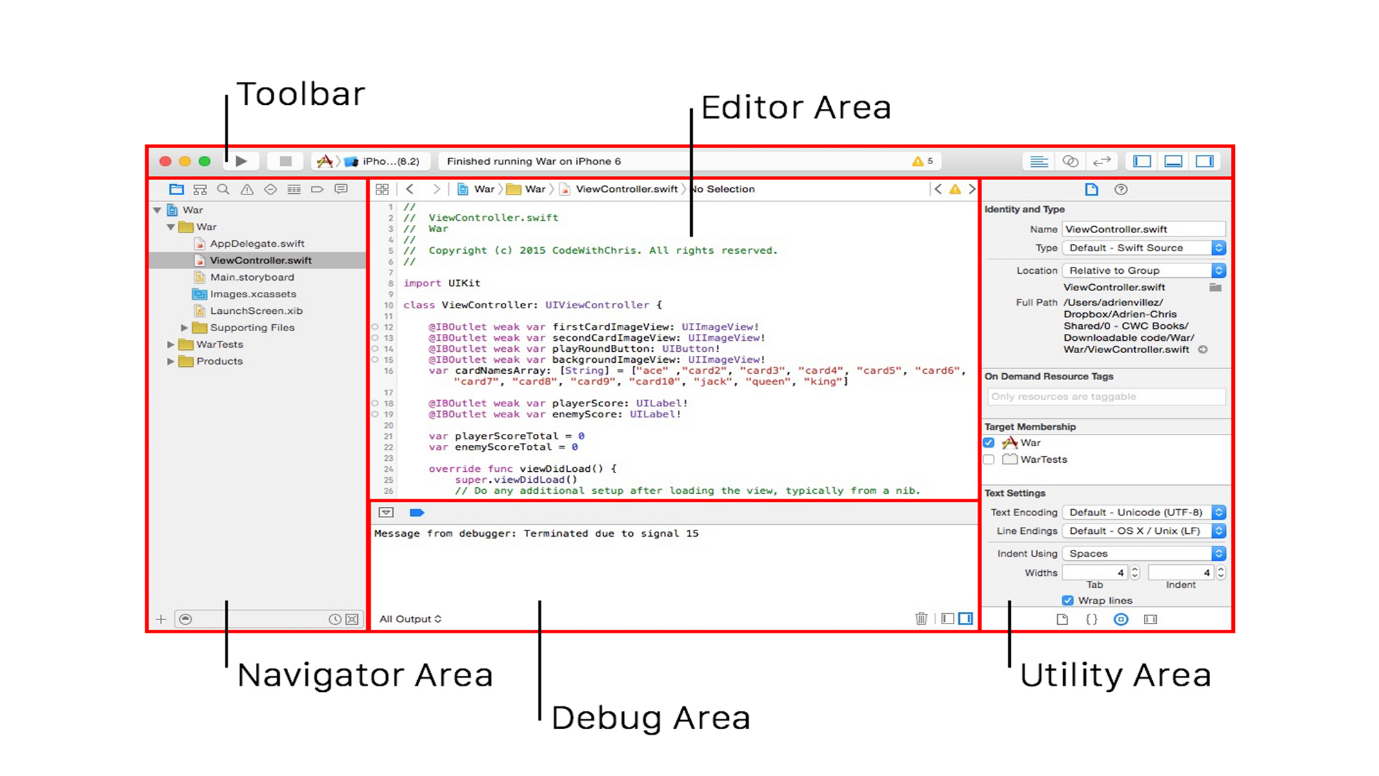 Toolbar
Editor Area
iPho...(8.2)
Finished running War on iPhone 6
5
War
War
AppDelegate.swift
ViewController.swift
Main.storyboard
Images.xcassets
LaunchScreen.xib
Supporting Files
WarTests
Products
War
War
ViewController.swift
No Selection
1 //
2 // ViewController.swift
3 // War
4 //
5 // Copyright (c) 2015 CodeWithChris. All rights reserved.
6 //
7
8 import UIKit
9
10 class ViewController: UIViewController {
11
12 @IBOutlet weak var firstCardImageView: UIImageView!
13 @IBOutlet weak var secondCardImageView: UIImageView!
14 @IBOutlet weak var playRoundButton: UIButton!
15 @IBOutlet weak var backgroundImageView: UIImageView!
16 var cardNamesArray: [String] = ["ace" ,"card2", "card3", "card4", "card5", "card6",
"card7", "card8", "card9", "card10", "jack", "queen", "king"]
17
18 @IBOutlet weak var playerScore: UILabel!
19 @IBOutlet weak var enemyScore: UILabel!
20
21 var playerScoreTotal = 0
22 var enemyScoreTotal = 0
23
24 override func viewDidLoad() {
25 super.viewDidLoad()
26 // Do any additional setup after loading the view, typically from a nib.
Message from debugger: Terminated due to signal 15
All Output
Identity and Type
Name ViewController.swift
Type Default - Swift Source
Location Relative to Group
ViewController.swift
Full Path /Users/adrienvillez/
Dropbox/Adrien-Chris
Shared/0 - CWC Books/
Downloadable code/War/
War/ViewController.swift
On Demand Resource Tags
Only resources are taggable
Target Membership
War
WarTests
Text Settings
Text Encoding Default - Unicode (UTF-8)
Line Endings Default - OS X / Unix (LF)
Indent Using Spaces
Widths 4 4
Tab Indent
Wrap lines
Navigator Area
Debug Area
Utility Area